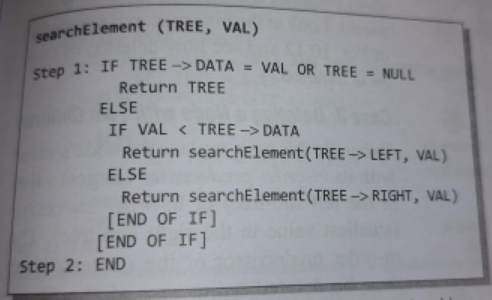 searchElement (TREE, VAL)
Step 1: IF TREE->DATA = VAL OR TREE = NULL
Return TREE
ELSE
IF VAL < TREE->DATA
Return searchElement(TREE->LEFT, VAL)
ELSE
Return searchElement(TREE->RIGHT, VAL)
[END OF IF]
[END OF IF]
Step 2: END